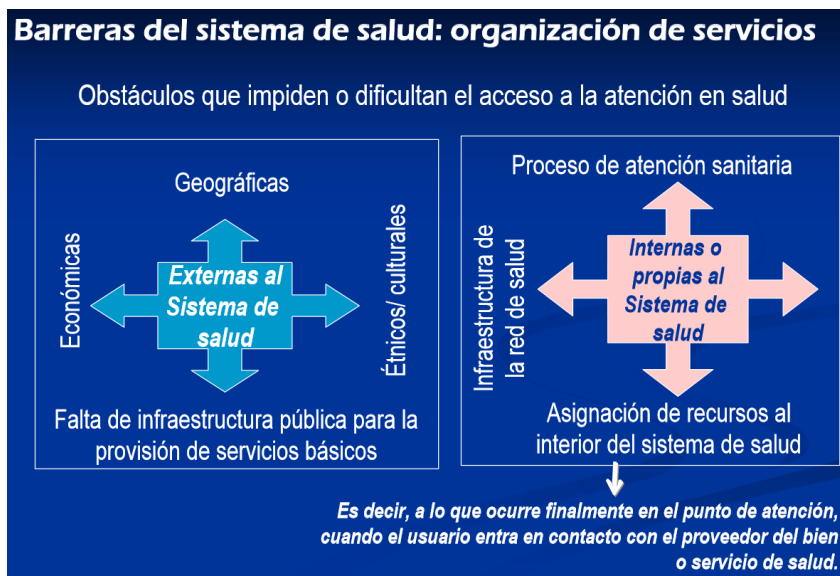 Barreras del sistema de salud: organización de servicios
Obstáculos que impiden o dificultan el acceso a la atención en salud
Geográficas
Económicas
Externas al
Sistema de
salud
Étnicos/ culturales
Falta de infraestructura pública para la
provisión de servicios básicos
Proceso de atención sanitaria
Infraestructura de
la red de salud
Internas o
propias al
Sistema de
salud
Asignación de recursos al
interior del sistema de salud
Es decir, a lo que ocurre finalmente en el punto de atención,
cuando el usuario entra en contacto con el proveedor del bien
o servicio de salud.